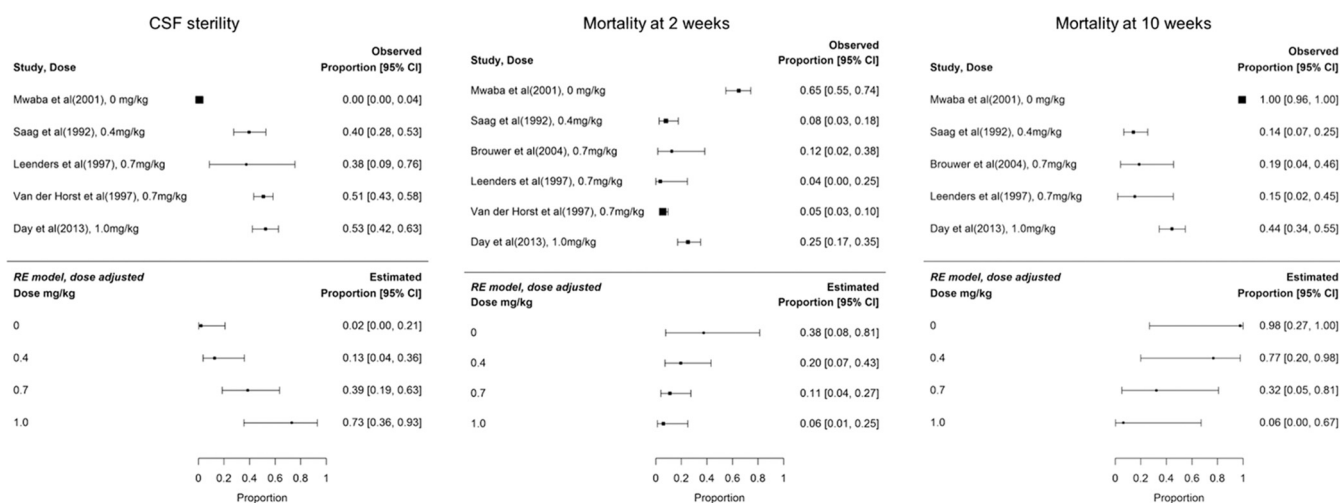 CSF sterility
Observed
Study, Dose Proportion [95% CI]
Mwaba et al(2001), 0 mg/kg 0.00 [0.00, 0.04]
Saag et al(1992), 0.4mg/kg 0.40 [0.28, 0.53]
Leenders et al(1997), 0.7mg/kg 0.38 [0.09, 0.76]
Van der Horst et al(1997), 0.7mg/kg 0.51 [0.43, 0.58]
Day et al(2013), 1.0mg/kg 0.53 [0.42, 0.63]
RE model, dose adjusted Estimated
Dose mg/kg Proportion [95% CI]
0 0.02 [0.00, 0.21]
0.4 0.13 [0.04, 0.36]
0.7 0.39 [0.19, 0.63]
1.0 0.73 [0.36, 0.93]
0 0.2 0.4 0.6 0.8 1
Proportion
Mortality at 2 weeks
Observed
Study, Dose Proportion [95% CI]
Mwaba et al(2001), 0 mg/kg 0.65 [0.55, 0.74]
Saag et al(1992), 0.4mg/kg 0.08 [0.03, 0.18]
Brouwer et al(2004), 0.7mg/kg 0.12 [0.02, 0.38]
Leenders et al(1997), 0.7mg/kg 0.04 [0.00, 0.25]
Van der Horst et al(1997), 0.7mg/kg 0.05 [0.03, 0.10]
Day et al(2013), 1.0mg/kg 0.25 [0.17, 0.35]
RE model, dose adjusted Estimated
Dose mg/kg Proportion [95% CI]
0 0.38 [0.08, 0.81]
0.4 0.20 [0.07, 0.43]
0.7 0.11 [0.04, 0.27]
1.0 0.06 [0.01, 0.25]
0 0.2 0.4 0.6 0.8 1
Proportion
Mortality at 10 weeks
Observed
Study, Dose Proportion [95% CI]
Mwaba et al(2001), 0 mg/kg 1.00 [0.96, 1.00]
Saag et al(1992), 0.4mg/kg 0.14 [0.07, 0.25]
Brouwer et al(2004), 0.7mg/kg 0.19 [0.04, 0.46]
Leenders et al(1997), 0.7mg/kg 0.15 [0.02, 0.45]
Day et al(2013), 1.0mg/kg 0.44 [0.34, 0.55]
RE model, dose adjusted Estimated
Dose mg/kg Proportion [95% CI]
0 0.98 [0.27, 1.00]
0.4 0.77 [0.20, 0.98]
0.7 0.32 [0.05, 0.81]
1.0 0.06 [0.00, 0.67]
0 0.2 0.4 0.6 0.8 1
Proportion